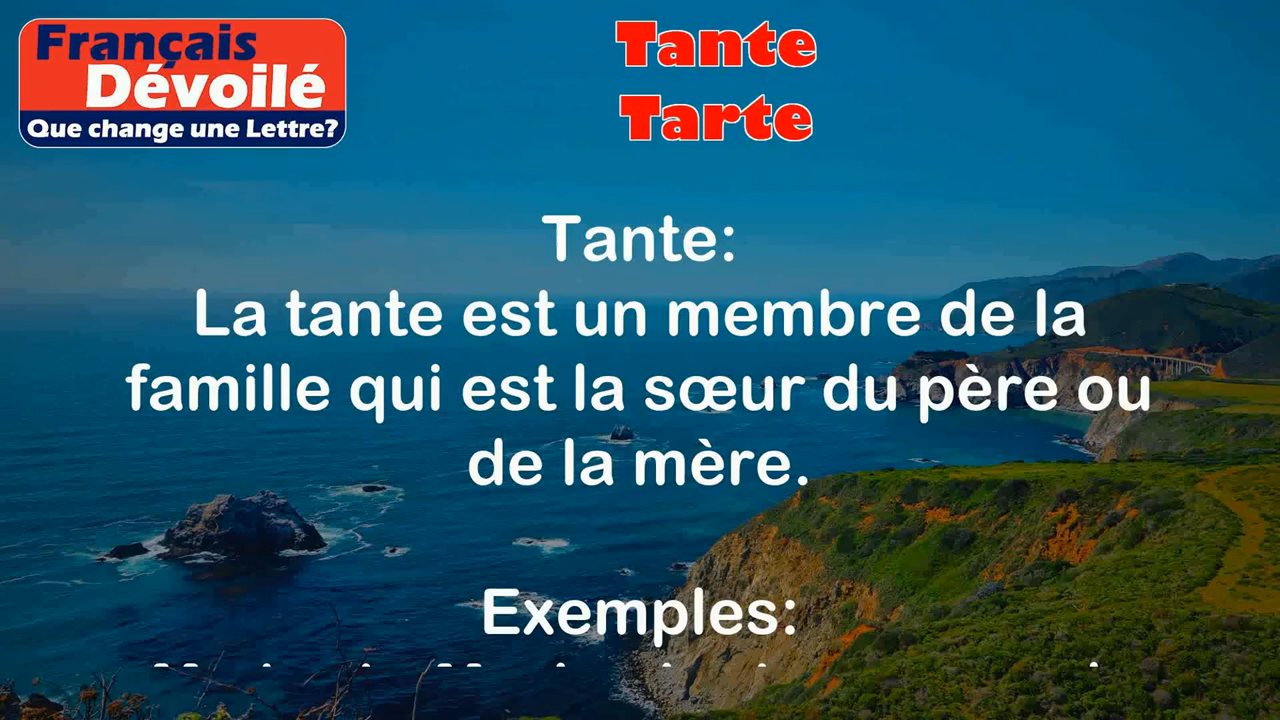 Français
Dévoilé
Que change une Lettre?
Tante
Tarte
Tante:
La tante est un membre de la
famille qui est la sœur du père ou
de la mère.
Exemples: